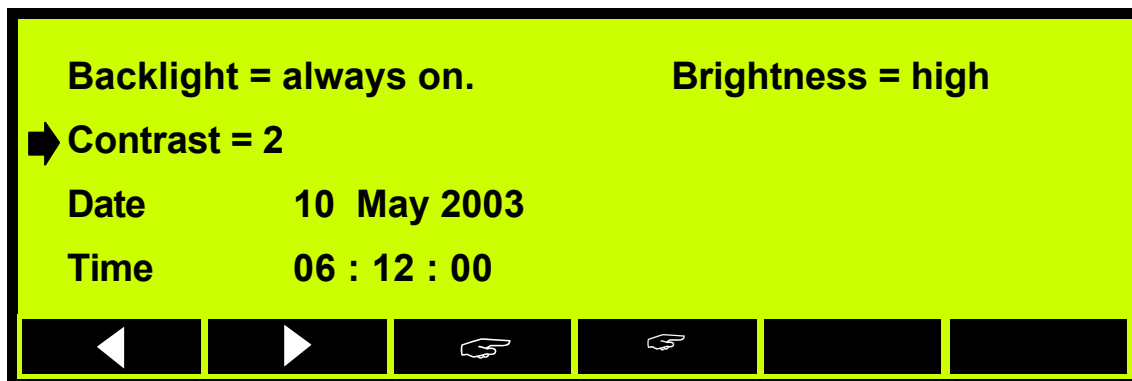 Backlight = always on. Brightness = high
Contrast = 2
Date 10 May 2003
Time 06 : 12 : 00